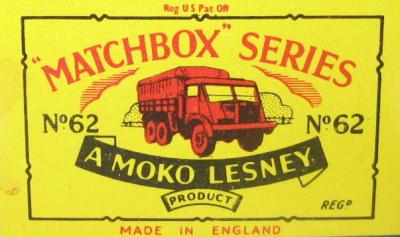 Reg U S Pat Off
"MATCHBOX" SERIES
Nº62 Nº62
A MOKO LESNEY
PRODUCT
REGD
MADE IN ENGLAND